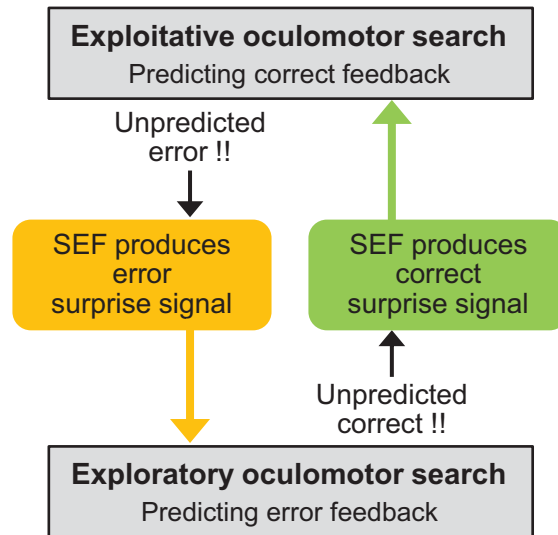 Exploitative oculomotor search
Predicting correct feedback
Unpredicted
error !!
SEF produces
error
surprise signal
SEF produces
correct
surprise signal
Unpredicted
correct !!
Exploratory oculomotor search
Predicting error feedback